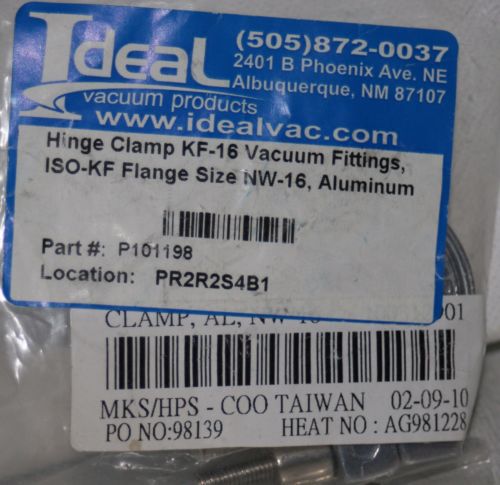 Ideal
vacuum products
(505)872-0037
2401 B Phoenix Ave. NE
Albuquerque, NM 87107
www.idealvac.com
Hinge Clamp KF-16 Vacuum Fittings,
ISO-KF Flange Size NW-16, Aluminum
Part #: P101198
Location: PR2R2S4B1
CLAMP, AL,
MKS/HPS - COO TAIWAN 02-09-10
PO NO:98139 HEAT NO : AG981228